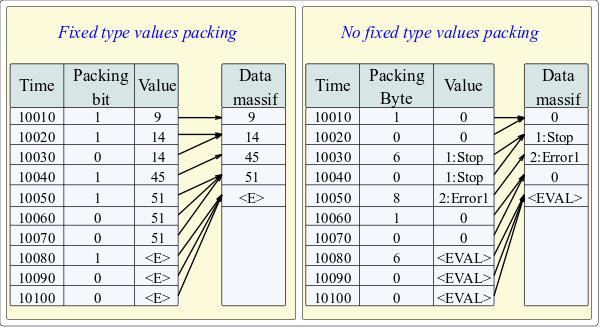 Fixed type values packing
Time Packing bit Value Data massif
10010 1 9 9
10020 1 14 14
10030 0 14 45
10040 1 45 51
10050 1 51 <E>
10060 0 51
10070 0 51
10080 1 <E>
10090 0 <E>
10100 0 <E>
No fixed type values packing
Time Packing Byte Value Data massif
10010 1 0 0
10020 0 0 1:Stop
10030 6 1:Stop 2:Error1
10040 0 1:Stop 0
10050 8 2:Error1 <EVAL>
10060 1 0
10070 0 0
10080 6 <EVAL>
10090 0 <EVAL>
10100 0 <EVAL>